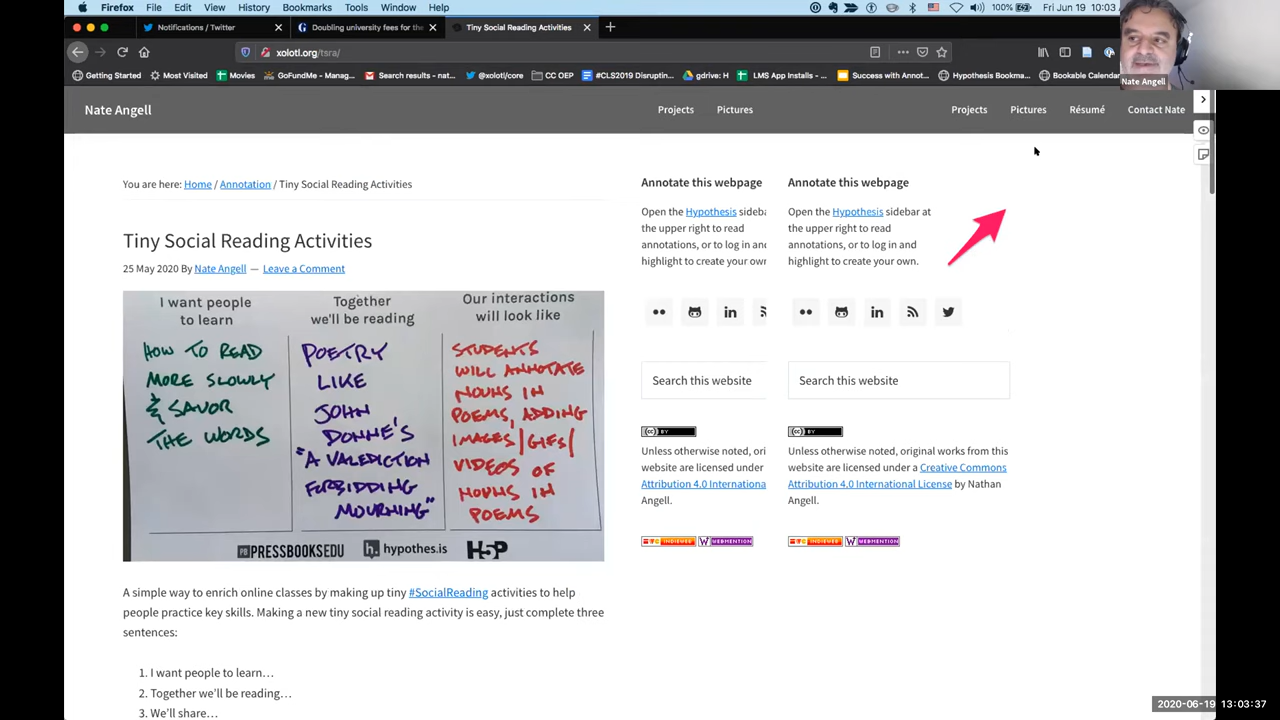 Firefox File Edit View History Bookmarks Tools Window Help
100% Fri Jun 19 10:03
Notifications / Twitter
Doubling university fees for the
Tiny Social Reading Activities
xolotl.org/tsra/
Getting Started
Most Visited
Movies
GoFundMe - Manag...
Search results - nat...
@xolotl/core
CC OEP
#CLS2019 Disruptin...
gdrive: H
LMS App Installs - ...
Success with Annot...
Hypothesis Bookma...
Bookable Calendar
Nate Angell
Nate Angell
Projects Pictures
Projects Pictures Résumé Contact Nate
You are here: Home / Annotation / Tiny Social Reading Activities
Tiny Social Reading Activities
25 May 2020 By Nate Angell — Leave a Comment
I want people
to learn
HOW TO READ
MORE SLOWLY
& SAVOR
THE WORDS
Together
we'll be reading
POETRY
LIKE
JOHN
DONNE'S
"A VALEDICTION
FORBIDDING
MOURNING"
Our interactions
will look like
STUDENTS
WILL ANNOTATE
NOUNS IN
POEMS, ADDING
IMAGES/GIFS/
VIDEOS OF
NOUNS IN
POEMS
PB PRESSBOOKSEDU
h. hypothes.is
H5P
A simple way to enrich online classes by making up tiny #SocialReading activities to help
people practice key skills. Making a new tiny social reading activity is easy, just complete three
sentences:
1. I want people to learn…
2. Together we'll be reading…
3. We'll share…
Annotate this webpage
Open the Hypothesis sideba
the upper right to read
annotations, or to log in and
highlight to create your own
Search this website
CC BY
Unless otherwise noted, ori
website are licensed under
Attribution 4.0 Internationa
Angell.
INDIEWEB
WEBMENTION
Annotate this webpage
Open the Hypothesis sidebar at
the upper right to read
annotations, or to log in and
highlight to create your own.
Search this website
CC BY
Unless otherwise noted, original works from this
website are licensed under a Creative Commons
Attribution 4.0 International License by Nathan
Angell.
INDIEWEB
WEBMENTION
2020-06-19 13:03:37